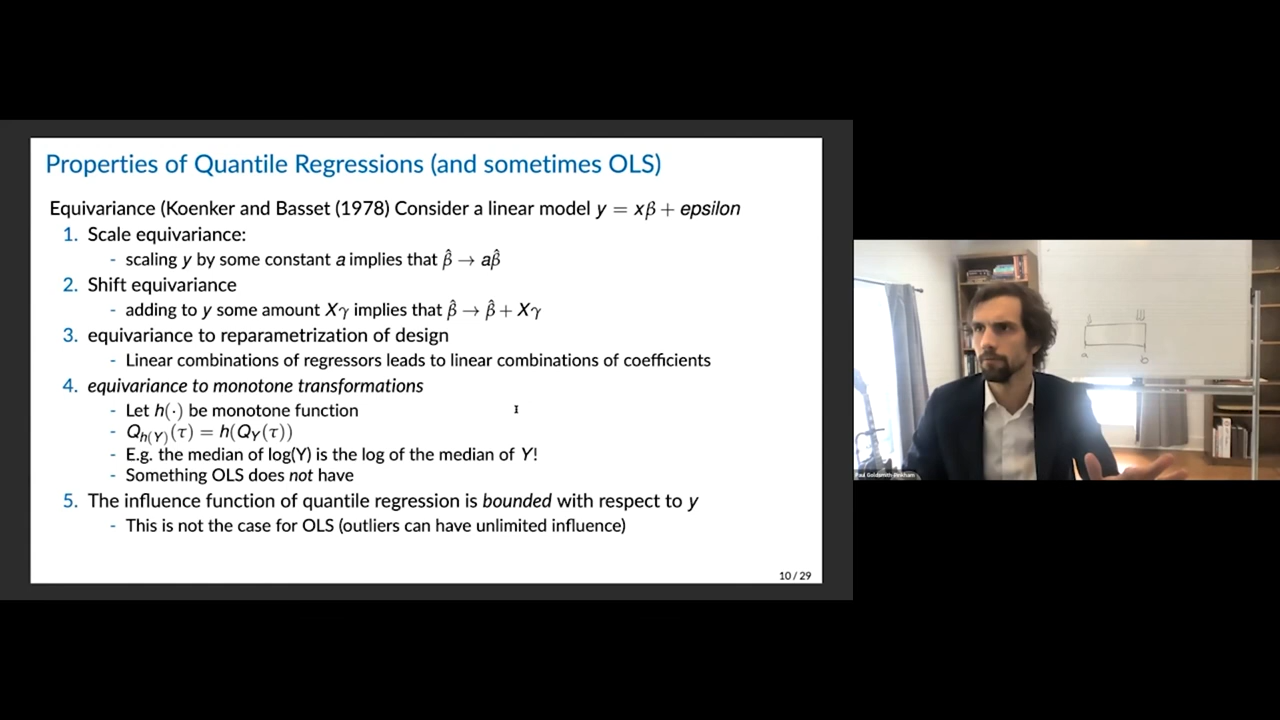 Properties of Quantile Regressions (and sometimes OLS)
Equivariance (Koenker and Basset (1978) Consider a linear model y = xβ + epsilon
1. Scale equivariance:
- scaling y by some constant a implies that β̂ → aβ̂
2. Shift equivariance
- adding to y some amount Xγ implies that β̂ → β̂ + Xγ
3. equivariance to reparametrization of design
- Linear combinations of regressors leads to linear combinations of coefficients
4. equivariance to monotone transformations
- Let h(·) be monotone function
- Q_{h(Y)}(τ) = h(Q_Y(τ))
- E.g. the median of log(Y) is the log of the median of Y!
- Something OLS does not have
5. The influence function of quantile regression is bounded with respect to y
- This is not the case for OLS (outliers can have unlimited influence)
10 / 29
Paul Goldsmith-Pinkham